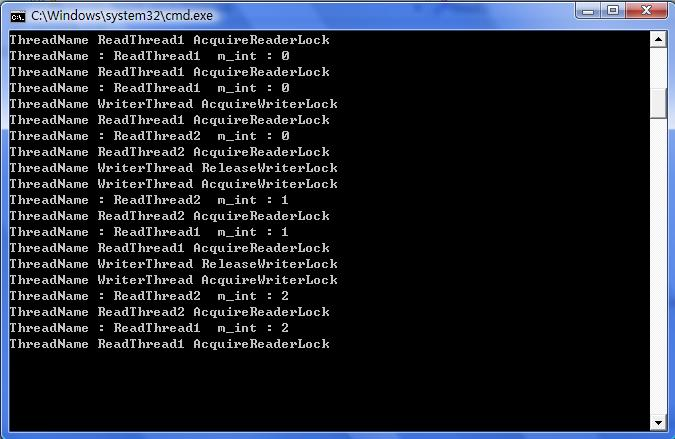 C:\Windows\system32\cmd.exe
ThreadName ReadThread1 AcquireReaderLock
ThreadName : ReadThread1  m_int : 0
ThreadName ReadThread1 AcquireReaderLock
ThreadName : ReadThread1  m_int : 0
ThreadName WriterThread AcquireWriterLock
ThreadName ReadThread1 AcquireReaderLock
ThreadName : ReadThread2  m_int : 0
ThreadName ReadThread2 AcquireReaderLock
ThreadName WriterThread ReleaseWriterLock
ThreadName WriterThread AcquireWriterLock
ThreadName : ReadThread2  m_int : 1
ThreadName ReadThread2 AcquireReaderLock
ThreadName : ReadThread1  m_int : 1
ThreadName ReadThread1 AcquireReaderLock
ThreadName WriterThread ReleaseWriterLock
ThreadName WriterThread AcquireWriterLock
ThreadName : ReadThread2  m_int : 2
ThreadName ReadThread2 AcquireReaderLock
ThreadName : ReadThread1  m_int : 2
ThreadName ReadThread1 AcquireReaderLock